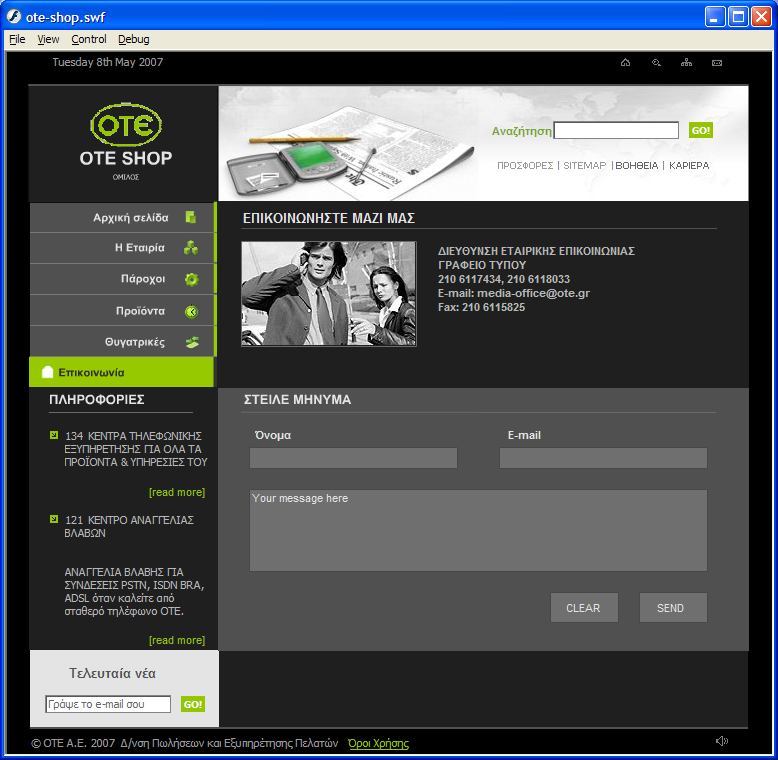 ote-shop.swf
File View Control Debug
Tuesday 8th May 2007
OTE
OTE SHOP
ΟΜΙΛΟΣ
Αναζήτηση GO!
ΠΡΟΣΦΟΡΕΣ | SITEMAP | ΒΟΗΘΕΙΑ | ΚΑΡΙΕΡΑ
Αρχική σελίδα
Η Εταιρία
Πάροχοι
Προϊόντα
Θυγατρικές
Επικοινωνία
ΕΠΙΚΟΙΝΩΝΗΣΤΕ ΜΑΖΙ ΜΑΣ
ΔΙΕΥΘΥΝΣΗ ΕΤΑΙΡΙΚΗΣ ΕΠΙΚΟΙΝΩΝΙΑΣ
ΓΡΑΦΕΙΟ ΤΥΠΟΥ
210 6117434, 210 6118033
E-mail: media-office@ote.gr
Fax: 210 6115825
ΠΛΗΡΟΦΟΡΙΕΣ
134 ΚΕΝΤΡΑ ΤΗΛΕΦΩΝΙΚΗΣ
ΕΞΥΠΗΡΕΤΗΣΗΣ ΓΙΑ ΟΛΑ ΤΑ
ΠΡΟΪΟΝΤΑ & ΥΠΗΡΕΣΙΕΣ ΤΟΥ
[read more]
121 ΚΕΝΤΡΟ ΑΝΑΓΓΕΛΙΑΣ
ΒΛΑΒΩΝ
ΑΝΑΓΓΕΛΙΑ ΒΛΑΒΗΣ ΓΙΑ
ΣΥΝΔΕΣΕΙΣ PSTN, ISDN BRA,
ADSL όταν καλείτε από
σταθερό τηλέφωνο ΟΤΕ.
[read more]
ΣΤΕΙΛΕ ΜΗΝΥΜΑ
Όνομα E-mail
Your message here
CLEAR SEND
Τελευταία νέα
Γράψε το e-mail σου GO!
© ΟΤΕ Α.Ε. 2007 Δ/νση Πωλήσεων και Εξυπηρέτησης Πελατών Όροι Χρήσης